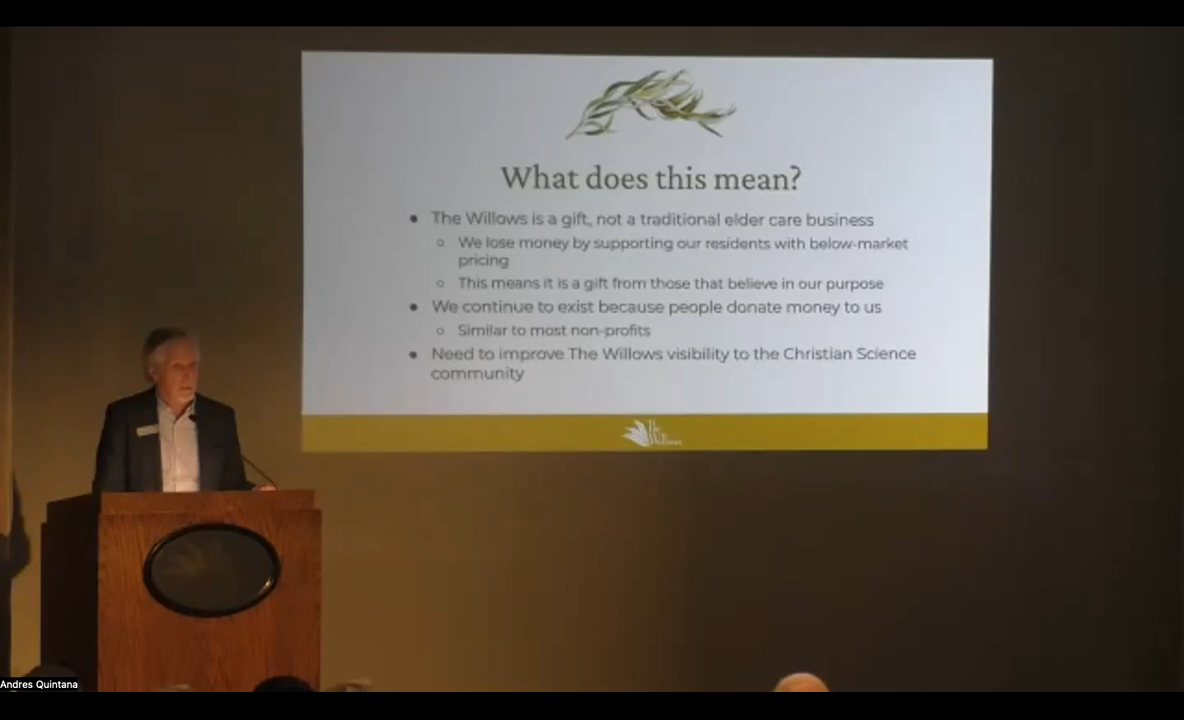 What does this mean?
● The Willows is a gift, not a traditional elder care business
○ We lose money by supporting our residents with below-market
pricing
○ This means it is a gift from those that believe in our purpose
● We continue to exist because people donate money to us
○ Similar to most non-profits
● Need to improve The Willows visibility to the Christian Science
community
The
Willows
Andres Quintana